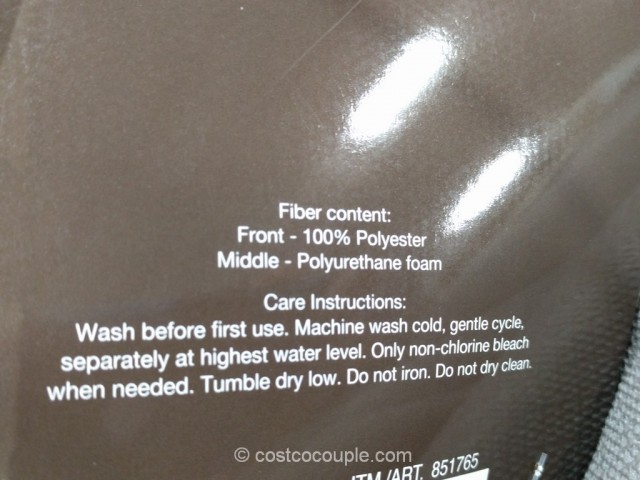 Fiber content:
Front - 100% Polyester
Middle - Polyurethane foam
Care Instructions:
Wash before first use. Machine wash cold, gentle cycle,
separately at highest water level. Only non-chlorine bleach
when needed. Tumble dry low. Do not iron. Do not dry clean.
© costcocouple.com
ITM./ART. 851765